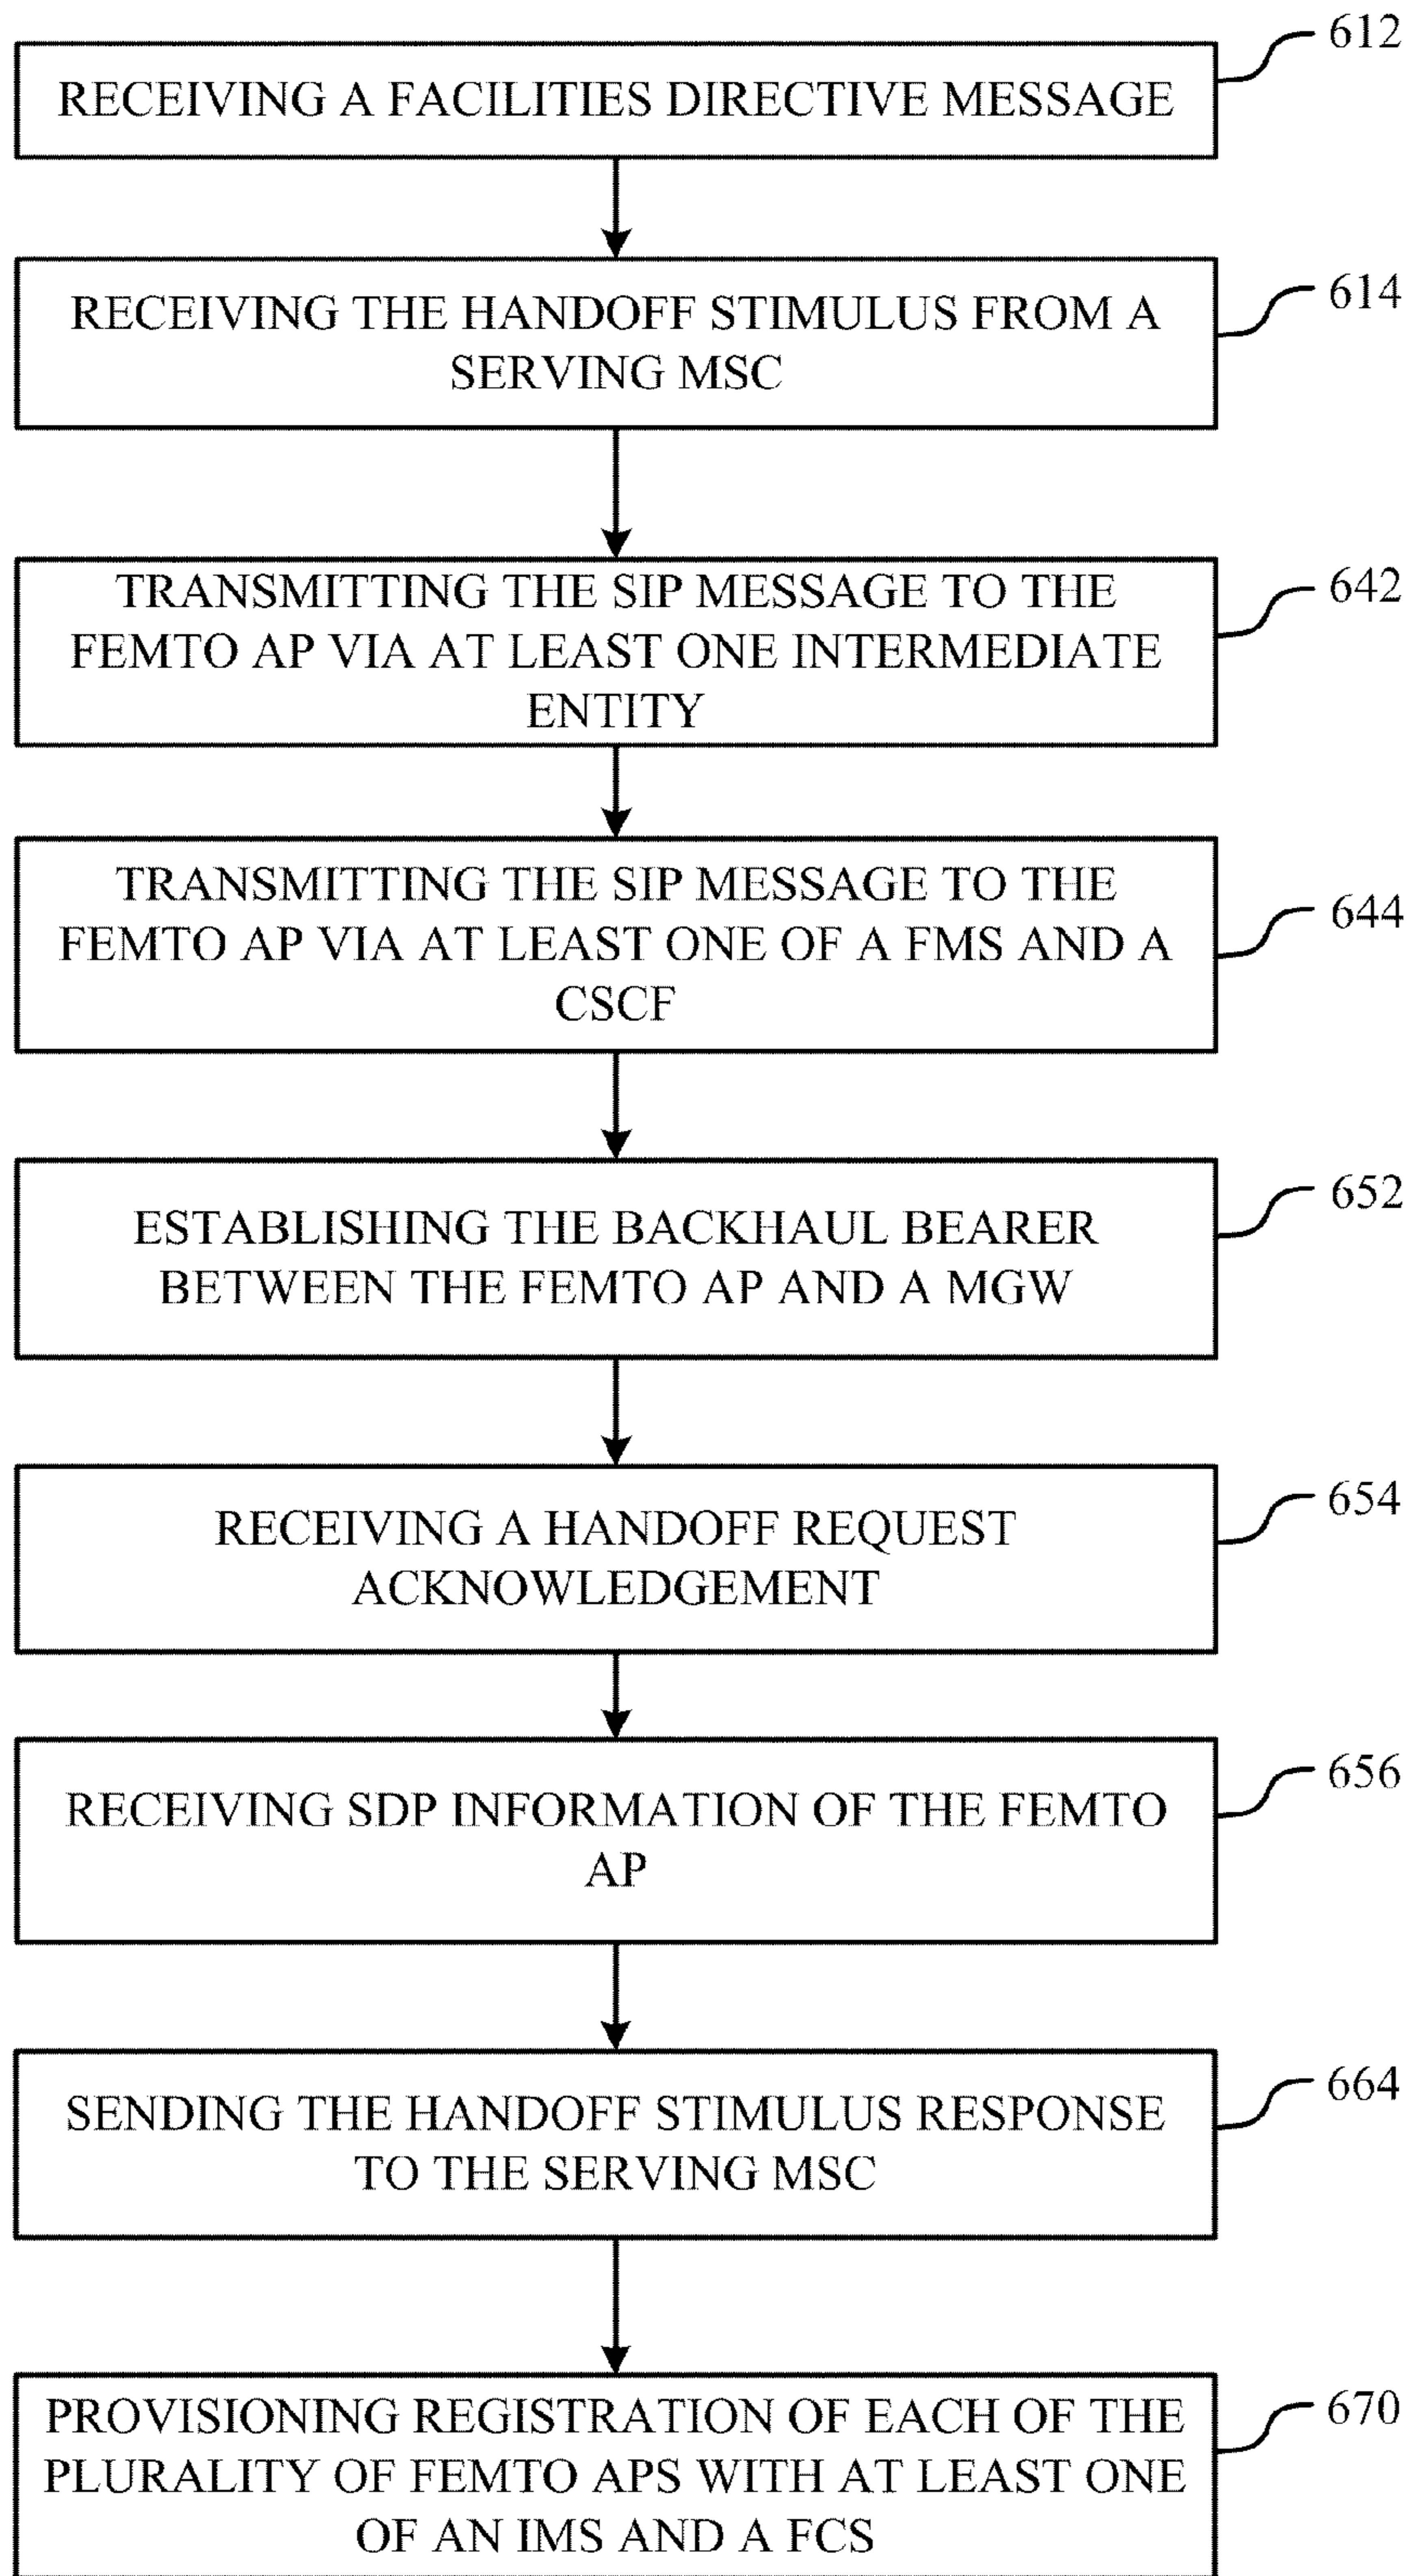 612
RECEIVING A FACILITIES DIRECTIVE MESSAGE
614
RECEIVING THE HANDOFF STIMULUS FROM A
SERVING MSC
642
TRANSMITTING THE SIP MESSAGE TO THE
FEMTO AP VIA AT LEAST ONE INTERMEDIATE
ENTITY
644
TRANSMITTING THE SIP MESSAGE TO THE
FEMTO AP VIA AT LEAST ONE OF A FMS AND A
CSCF
652
ESTABLISHING THE BACKHAUL BEARER
BETWEEN THE FEMTO AP AND A MGW
654
RECEIVING A HANDOFF REQUEST
ACKNOWLEDGEMENT
656
RECEIVING SDP INFORMATION OF THE FEMTO
AP
664
SENDING THE HANDOFF STIMULUS RESPONSE
TO THE SERVING MSC
670
PROVISIONING REGISTRATION OF EACH OF THE
PLURALITY OF FEMTO APS WITH AT LEAST ONE
OF AN IMS AND A FCS